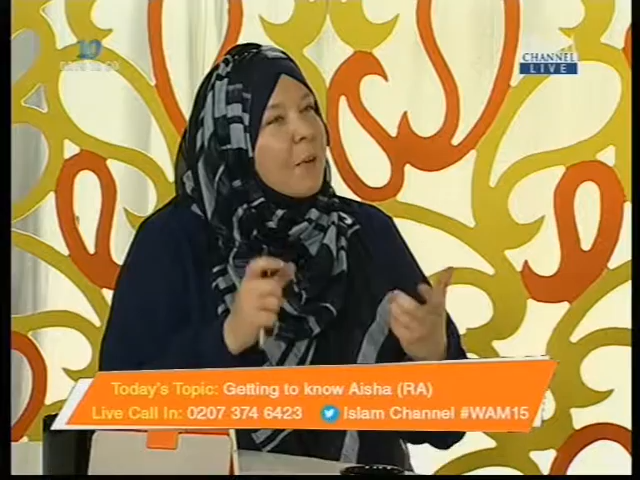 CHANNEL
LIVE
Today's Topic: Getting to know Aisha (RA)
Live Call In: 0207 374 6423 Islam Channel #WAM15